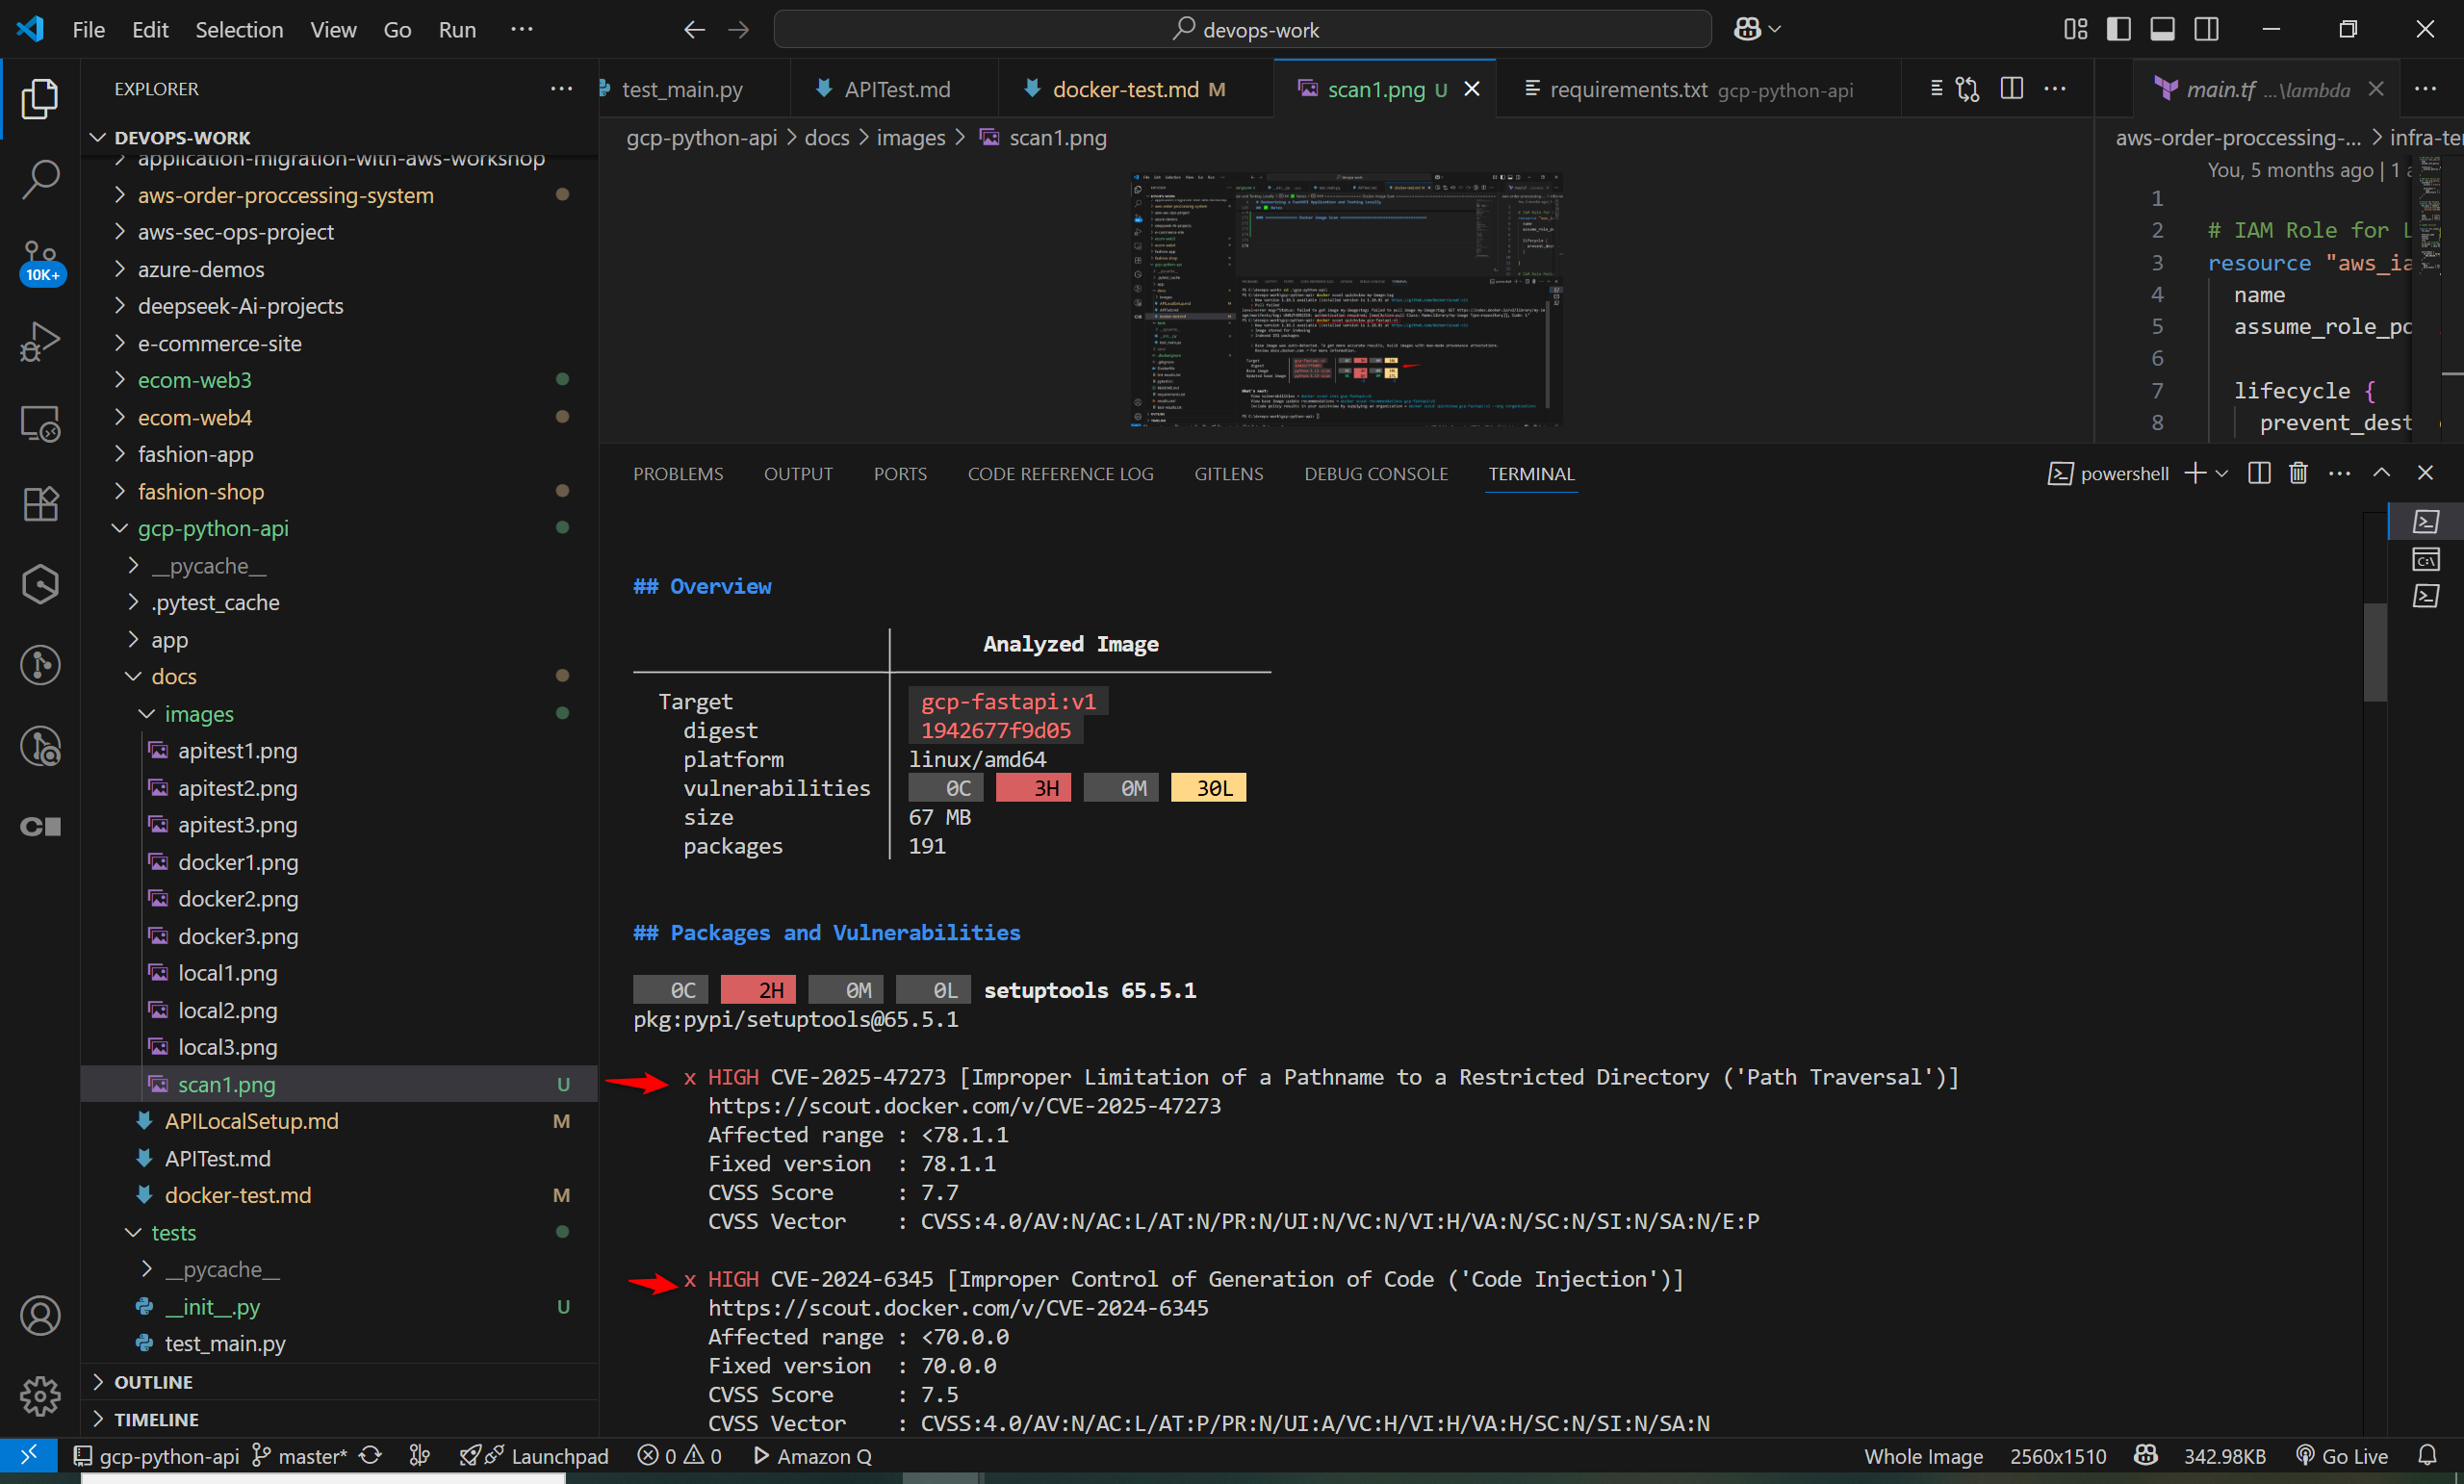 File Edit Selection View Go Run ···
devops-work
EXPLORER
DEVOPS-WORK
application-migration-with-aws-workshop
aws-order-proccessing-system
aws-sec-ops-project
azure-demos
deepseek-Ai-projects
e-commerce-site
ecom-web3
ecom-web4
fashion-app
fashion-shop
gcp-python-api
__pycache__
.pytest_cache
app
docs
images
apitest1.png
apitest2.png
apitest3.png
docker1.png
docker2.png
docker3.png
local1.png
local2.png
local3.png
scan1.png U
APILocalSetup.md M
APITest.md
docker-test.md M
tests
__pycache__
__init__.py U
test_main.py
OUTLINE
TIMELINE
10K+
test_main.py APITest.md docker-test.md M scan1.png U requirements.txt gcp-python-api
gcp-python-api > docs > images > scan1.png
main.tf ...\lambda
aws-order-proccessing-... > infra-te
You, 5 months ago | 1 a
1
2 # IAM Role for L
3 resource "aws_ia
4 name
5 assume_role_po
6
7 lifecycle {
8 prevent_dest
PROBLEMS OUTPUT PORTS CODE REFERENCE LOG GITLENS DEBUG CONSOLE TERMINAL
powershell
## Overview
Analyzed Image
Target gcp-fastapi:v1
digest 1942677f9d05
platform linux/amd64
vulnerabilities 0C 3H 0M 30L
size 67 MB
packages 191
## Packages and Vulnerabilities
0C 2H 0M 0L setuptools 65.5.1
pkg:pypi/setuptools@65.5.1
x HIGH CVE-2025-47273 [Improper Limitation of a Pathname to a Restricted Directory ('Path Traversal')]
https://scout.docker.com/v/CVE-2025-47273
Affected range : <78.1.1
Fixed version : 78.1.1
CVSS Score : 7.7
CVSS Vector : CVSS:4.0/AV:N/AC:L/AT:N/PR:N/UI:N/VC:N/VI:H/VA:N/SC:N/SI:N/SA:N/E:P
x HIGH CVE-2024-6345 [Improper Control of Generation of Code ('Code Injection')]
https://scout.docker.com/v/CVE-2024-6345
Affected range : <70.0.0
Fixed version : 70.0.0
CVSS Score : 7.5
CVSS Vector : CVSS:4.0/AV:N/AC:L/AT:P/PR:N/UI:A/VC:H/VI:H/VA:H/SC:N/SI:N/SA:N
gcp-python-api master* Launchpad 0 0 Amazon Q Whole Image 2560x1510 342.98KB Go Live